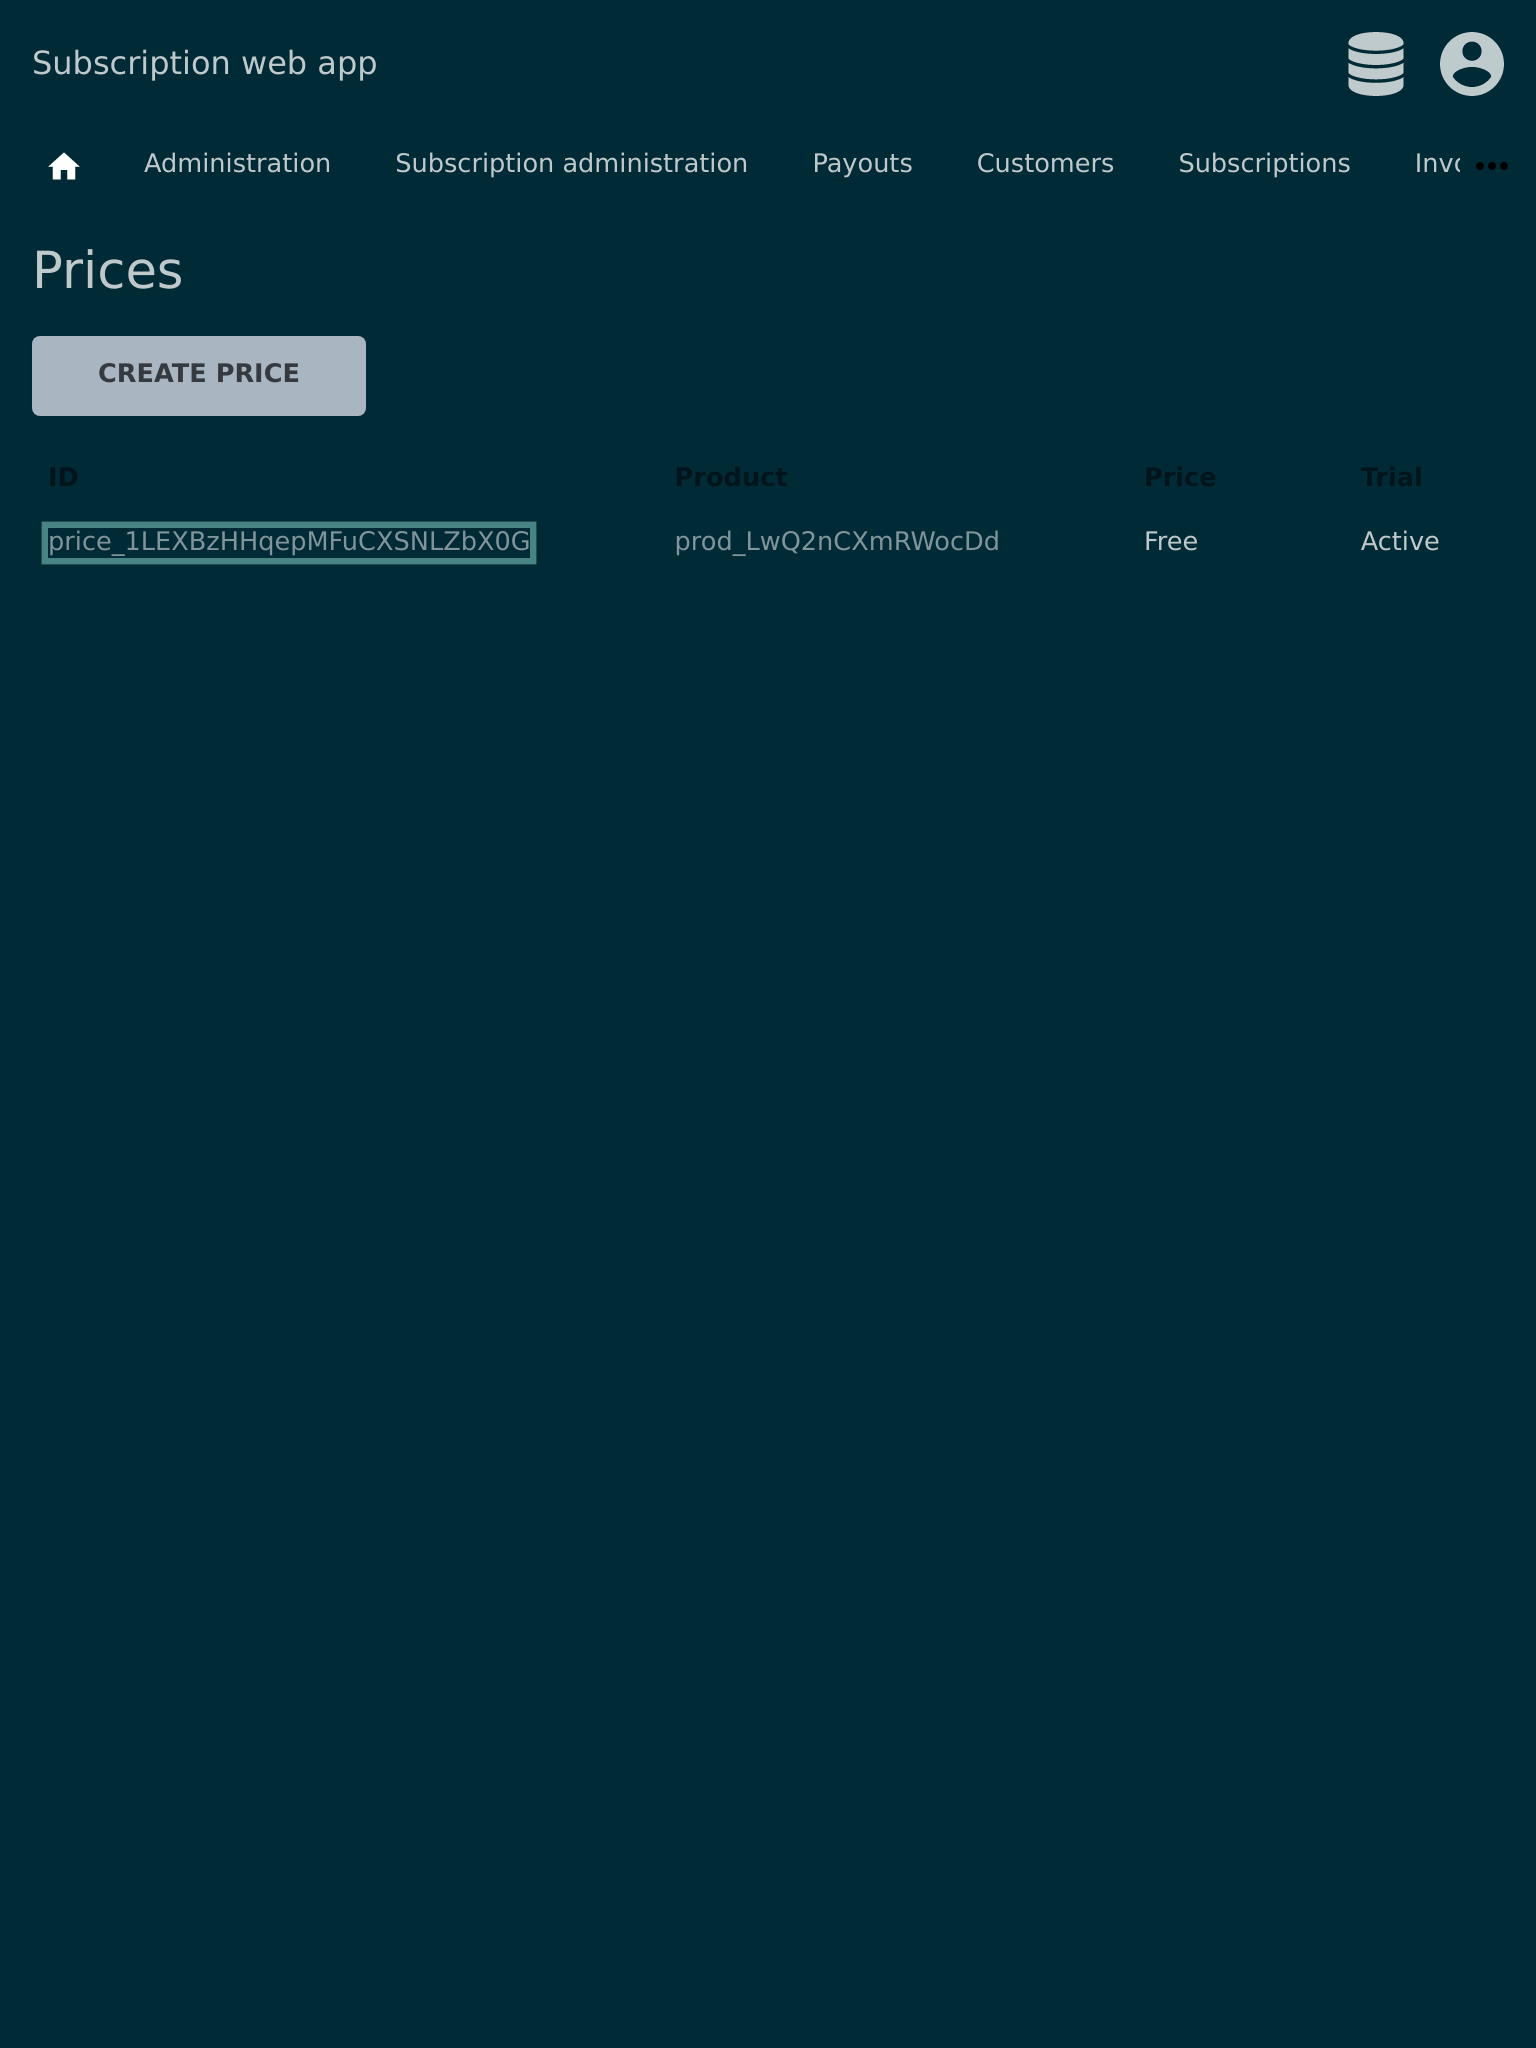 Subscription web app
Administration Subscription administration Payouts Customers Subscriptions
Prices
CREATE PRICE
ID Product Price Trial
price_1LEXBzHHqepMFuCXSNLZbX0G prod_LwQ2nCXmRWocDd Free Active